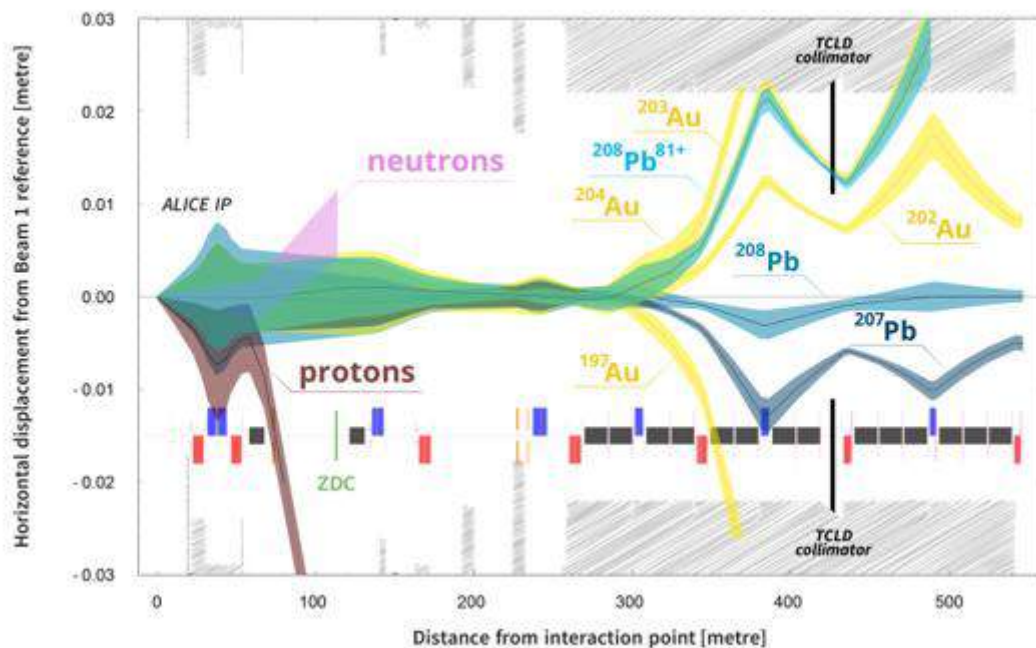 Horizontal displacement from Beam 1 reference [metre]
0.03
0.02
0.01
0.00
-0.01
-0.02
-0.03
ALICE IP
neutrons
protons
ZDC
203Au
208Pb81+
204Au
197Au
TCLD
collimator
202Au
208Pb
207Pb
TCLD
collimator
0
100
200
300
400
500
Distance from interaction point [metre]